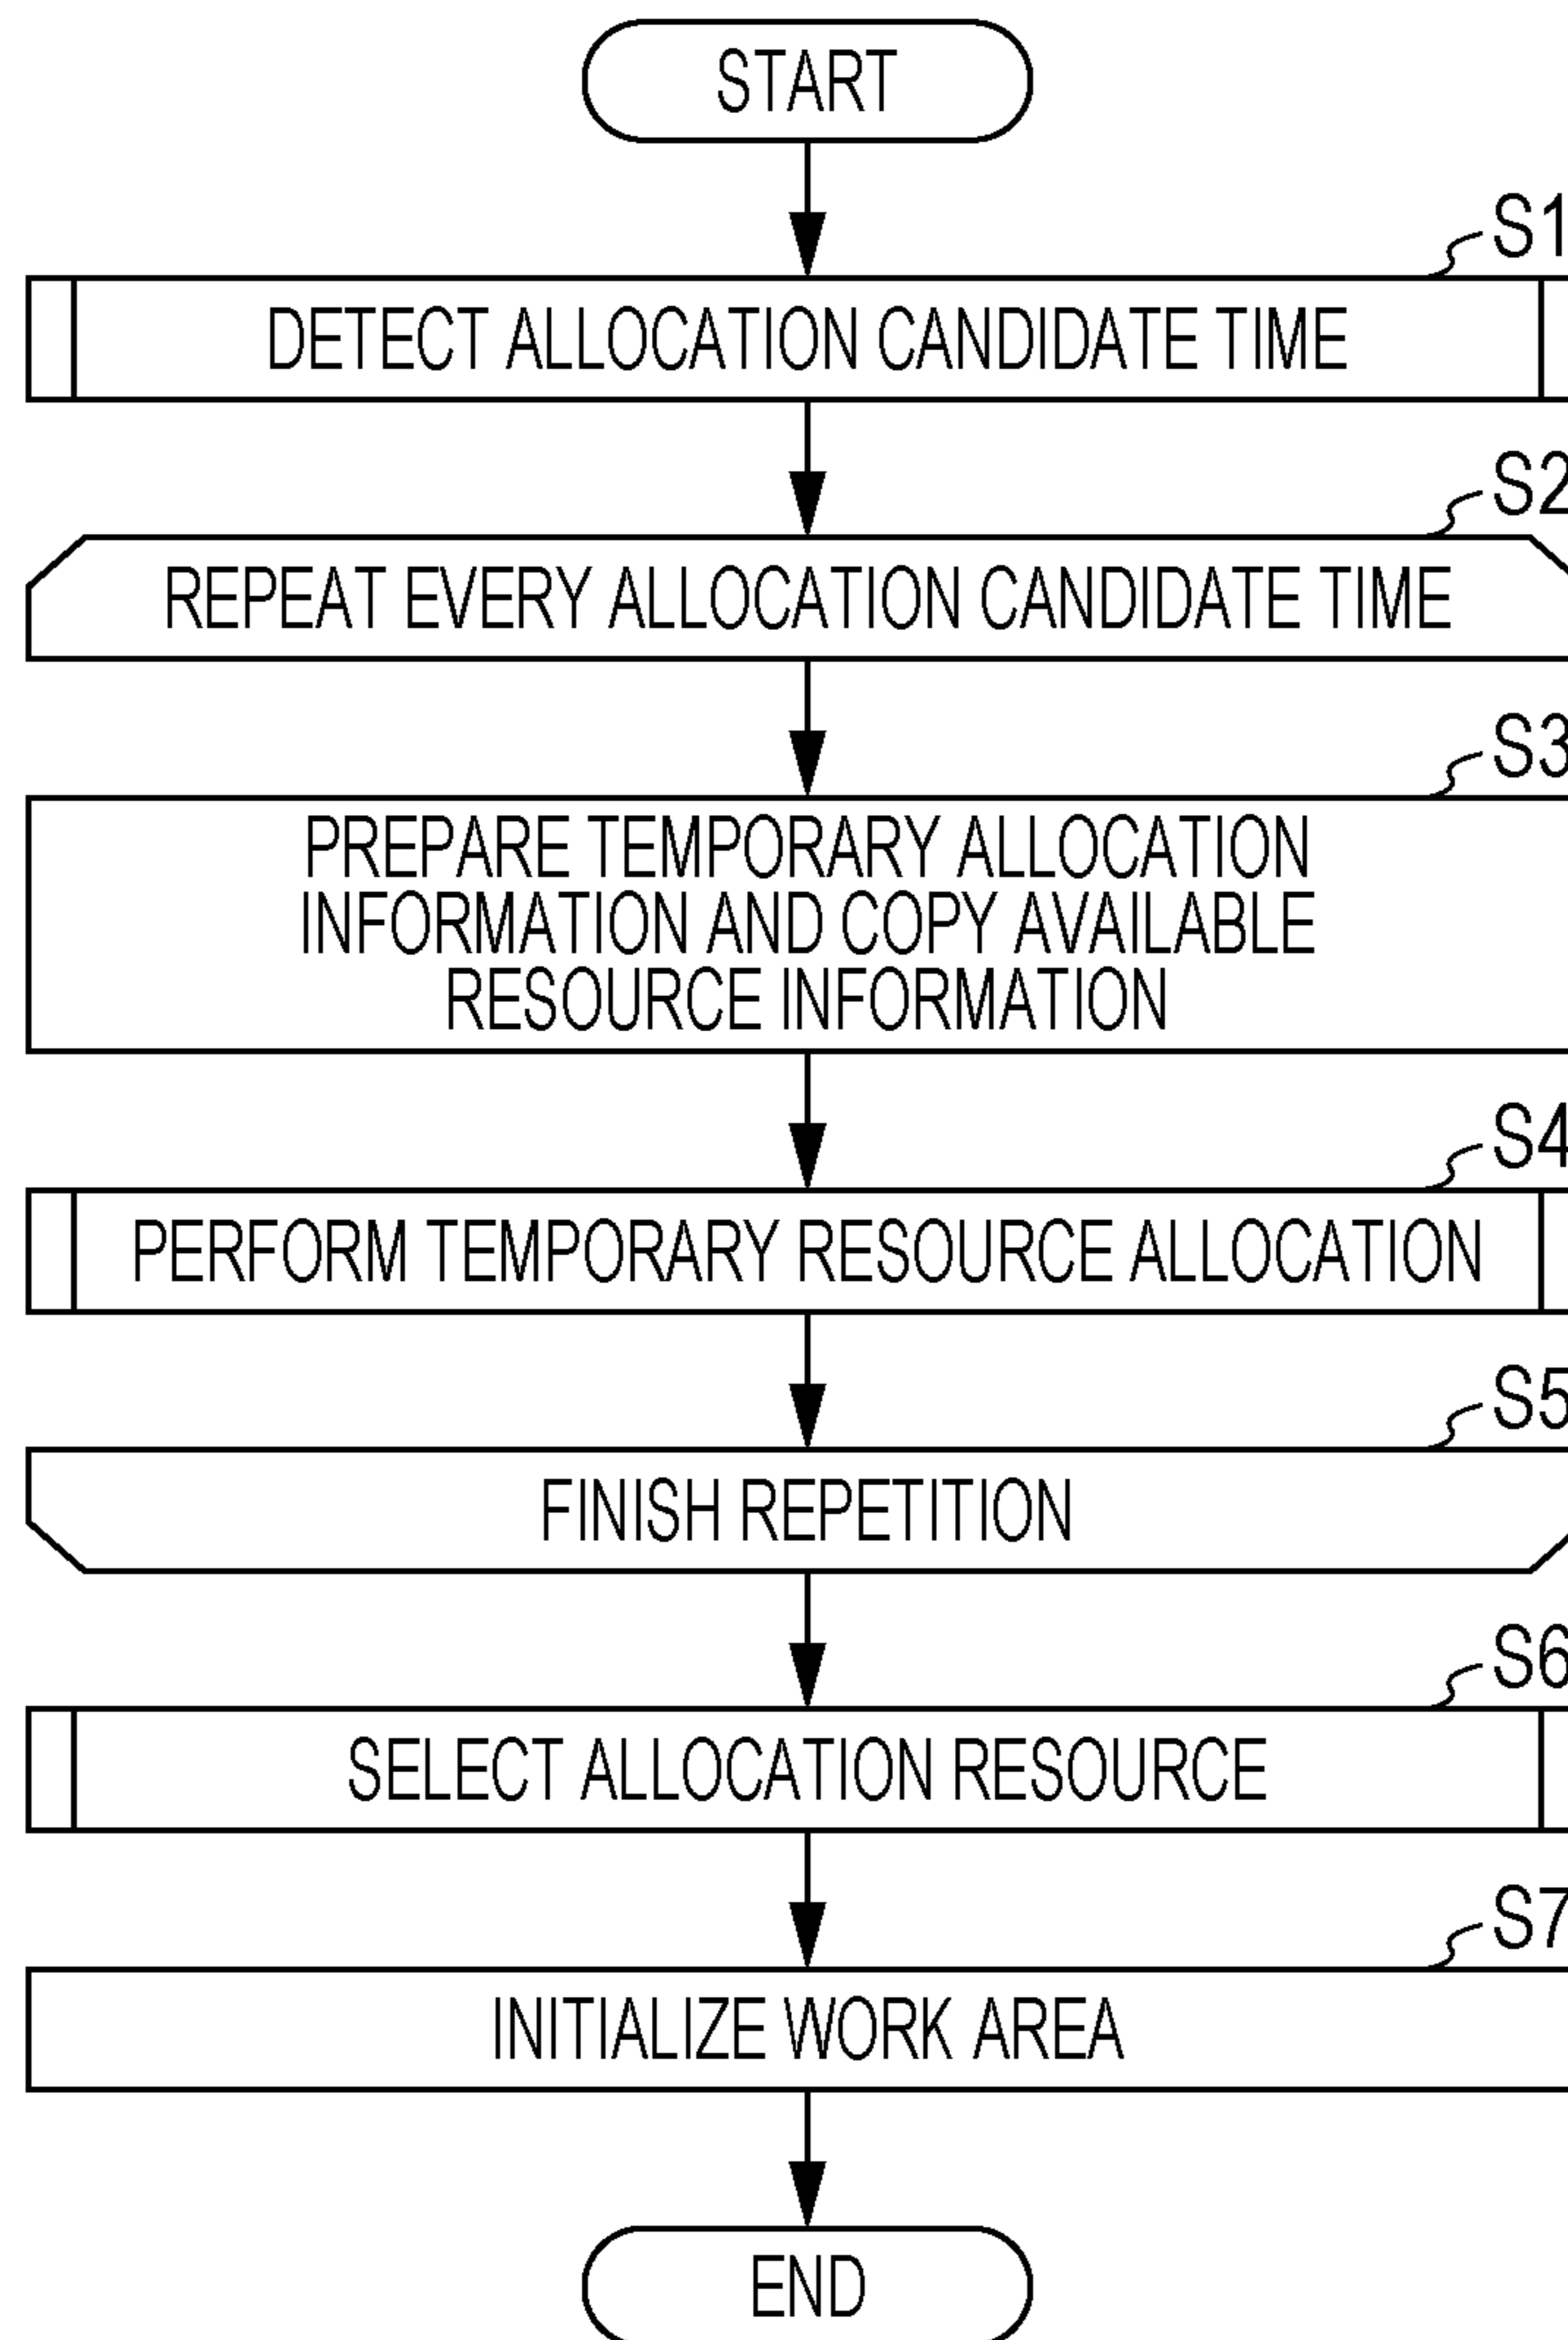 START
S1
DETECT ALLOCATION CANDIDATE TIME
S2
REPEAT EVERY ALLOCATION CANDIDATE TIME
S3
PREPARE TEMPORARY ALLOCATION
INFORMATION AND COPY AVAILABLE
RESOURCE INFORMATION
S4
PERFORM TEMPORARY RESOURCE ALLOCATION
S5
FINISH REPETITION
S6
SELECT ALLOCATION RESOURCE
S7
INITIALIZE WORK AREA
END